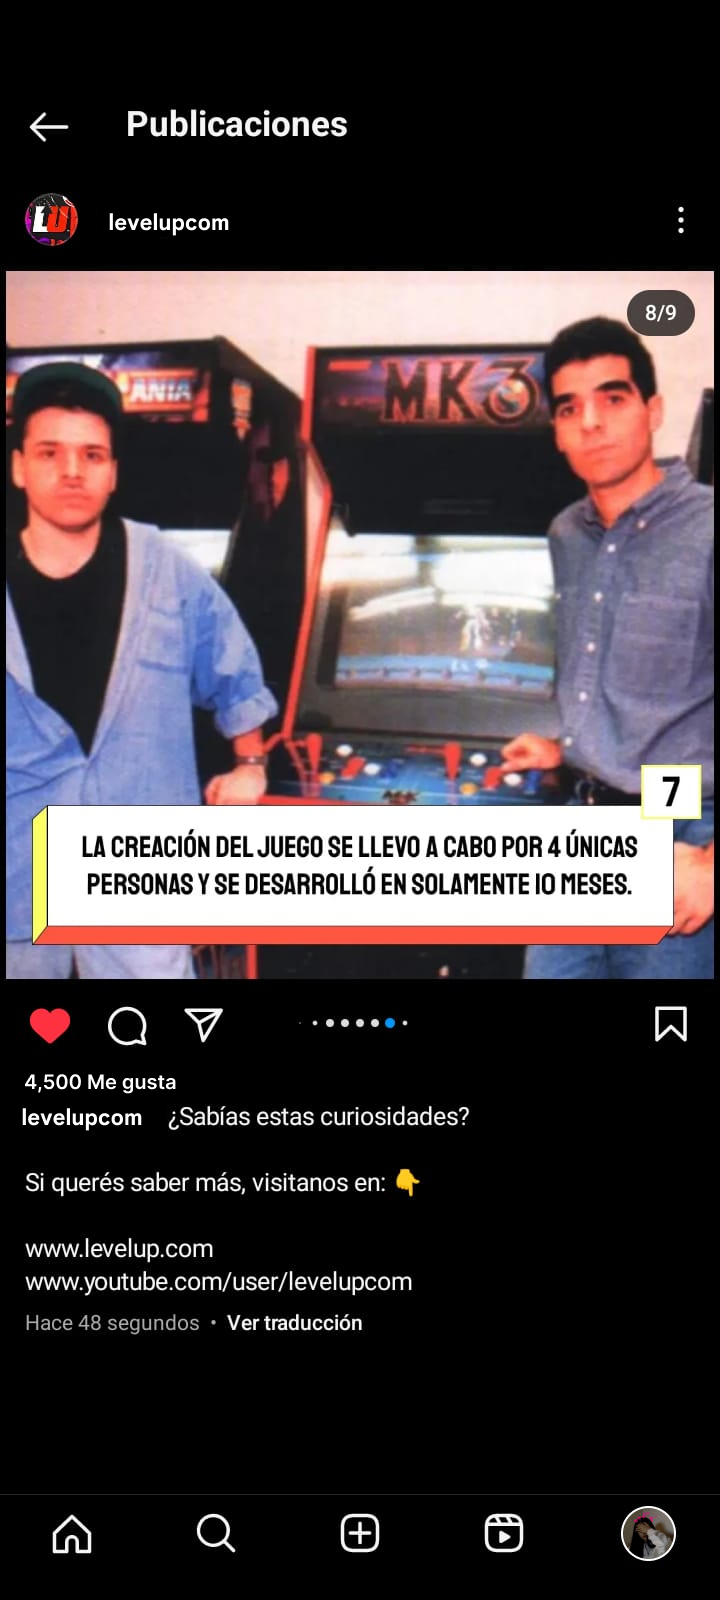 Publicaciones
LU
levelupcom
8/9
ANIA
MK3
7
LA CREACIÓN DEL JUEGO SE LLEVO A CABO POR 4 ÚNICAS
PERSONAS Y SE DESARROLLÓ EN SOLAMENTE 10 MESES.
4,500 Me gusta
levelupcom ¿Sabías estas curiosidades?
Si querés saber más, visitanos en: 👇
www.levelup.com
www.youtube.com/user/levelupcom
Hace 48 segundos • Ver traducción